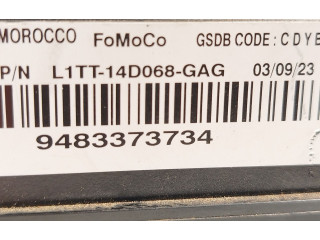 MOROCCO FoMoCo GSDB CODE : C D Y E
P/N L1TT-14D068-GAG 03/09/23
9483373734